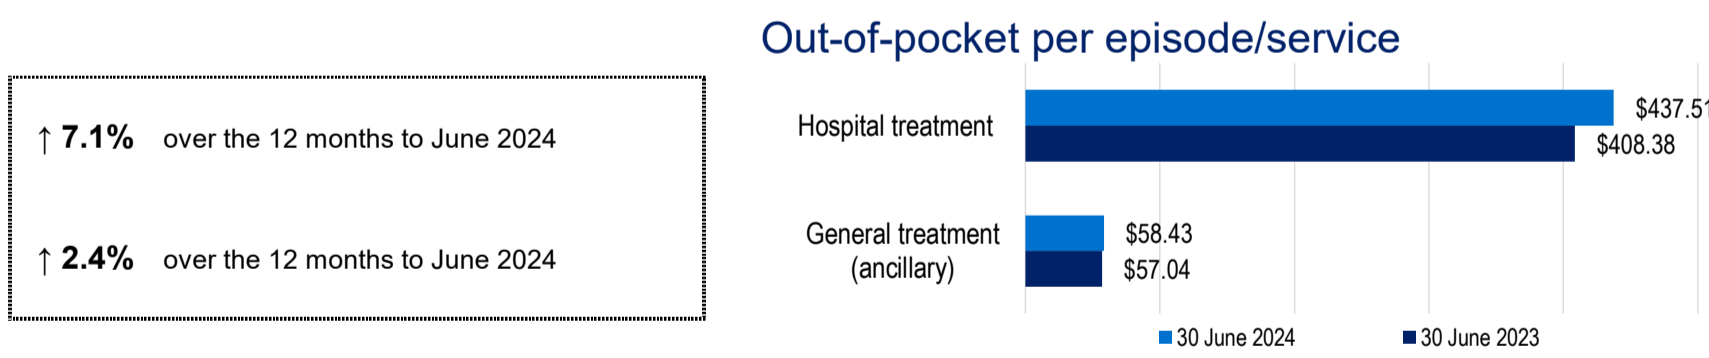 Out-of-pocket per episode/service
↑ 7.1% over the 12 months to June 2024
↑ 2.4% over the 12 months to June 2024
Hospital treatment
$437.51
$408.38
General treatment
(ancillary)
$58.43
$57.04
30 June 2024
30 June 2023